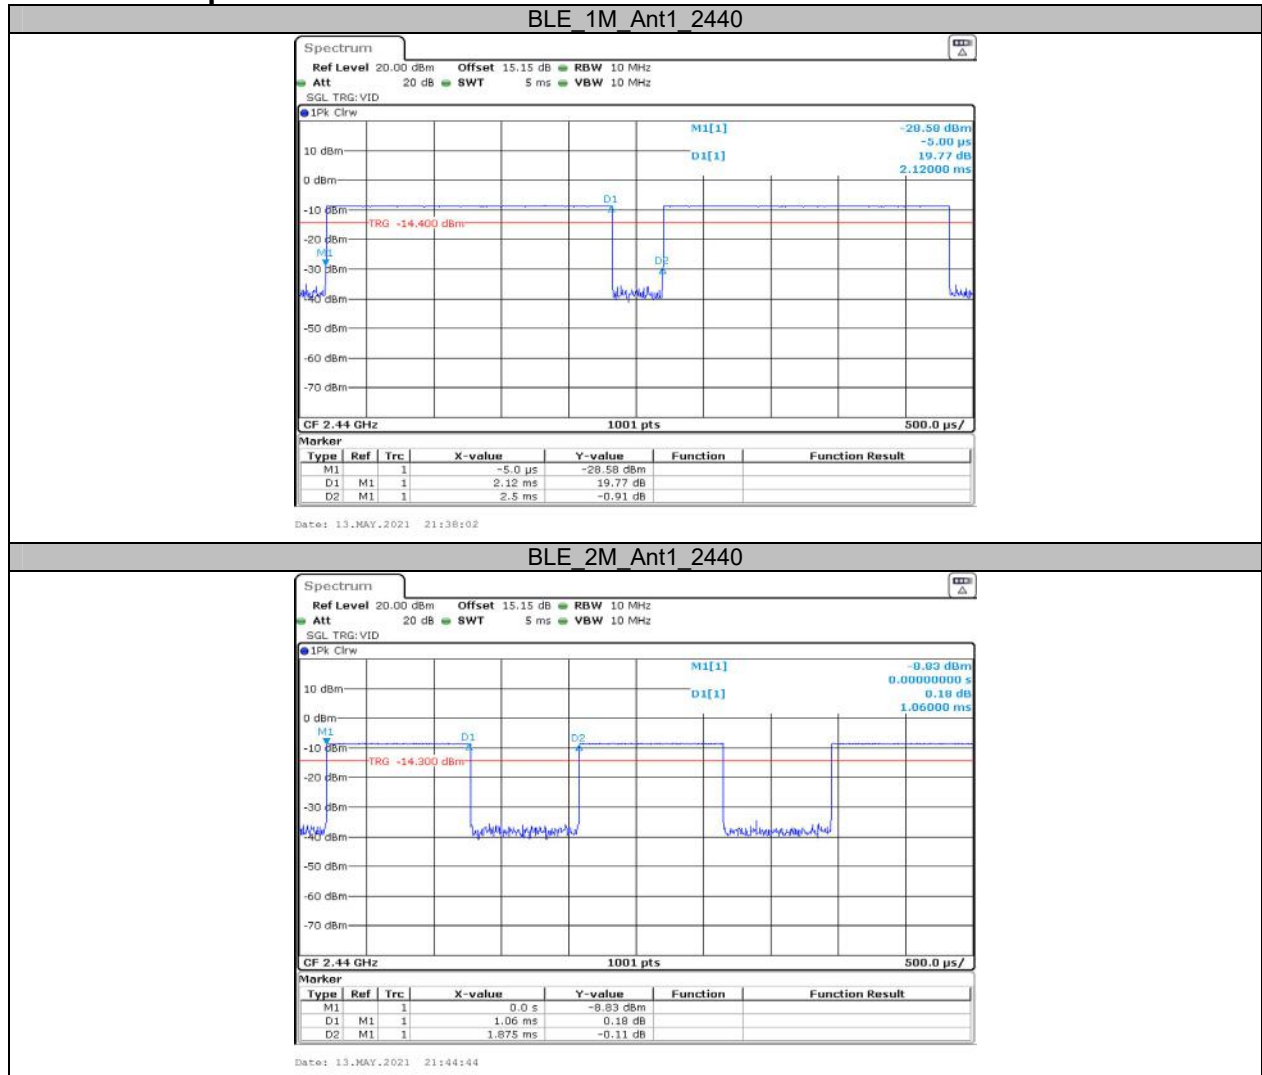 BLE_1M_Ant1_2440
Spectrum
Ref Level 20.00 dBm Offset 15.15 dB RBW 10 MHz
Att 20 dB SWT 5 ms VBW 10 MHz
SGL TRG:VID
1Pk Clrw
M1[1] -28.58 dBm
-5.00 µs
10 dBm D1[1] 19.77 dB
2.12000 ms
0 dBm
D1
-10 dBm
TRG -14.400 dBm
-20 dBm
M1 D2
-30 dBm
-40 dBm
-50 dBm
-60 dBm
-70 dBm
CF 2.44 GHz 1001 pts 500.0 µs/
Marker
Type Ref Trc X-value Y-value Function Function Result
M1 1 -5.0 µs -28.58 dBm
D1 M1 1 2.12 ms 19.77 dB
D2 M1 1 2.5 ms -0.91 dB
Date: 13.MAY.2021 21:38:02
BLE_2M_Ant1_2440
Spectrum
Ref Level 20.00 dBm Offset 15.15 dB RBW 10 MHz
Att 20 dB SWT 5 ms VBW 10 MHz
SGL TRG:VID
1Pk Clrw
M1[1] -8.83 dBm
0.00000000 s
10 dBm D1[1] 0.18 dB
1.06000 ms
0 dBm
M1 D1 D2
-10 dBm
TRG -14.300 dBm
-20 dBm
-30 dBm
-40 dBm
-50 dBm
-60 dBm
-70 dBm
CF 2.44 GHz 1001 pts 500.0 µs/
Marker
Type Ref Trc X-value Y-value Function Function Result
M1 1 0.0 s -8.83 dBm
D1 M1 1 1.06 ms 0.18 dB
D2 M1 1 1.875 ms -0.11 dB
Date: 13.MAY.2021 21:44:44